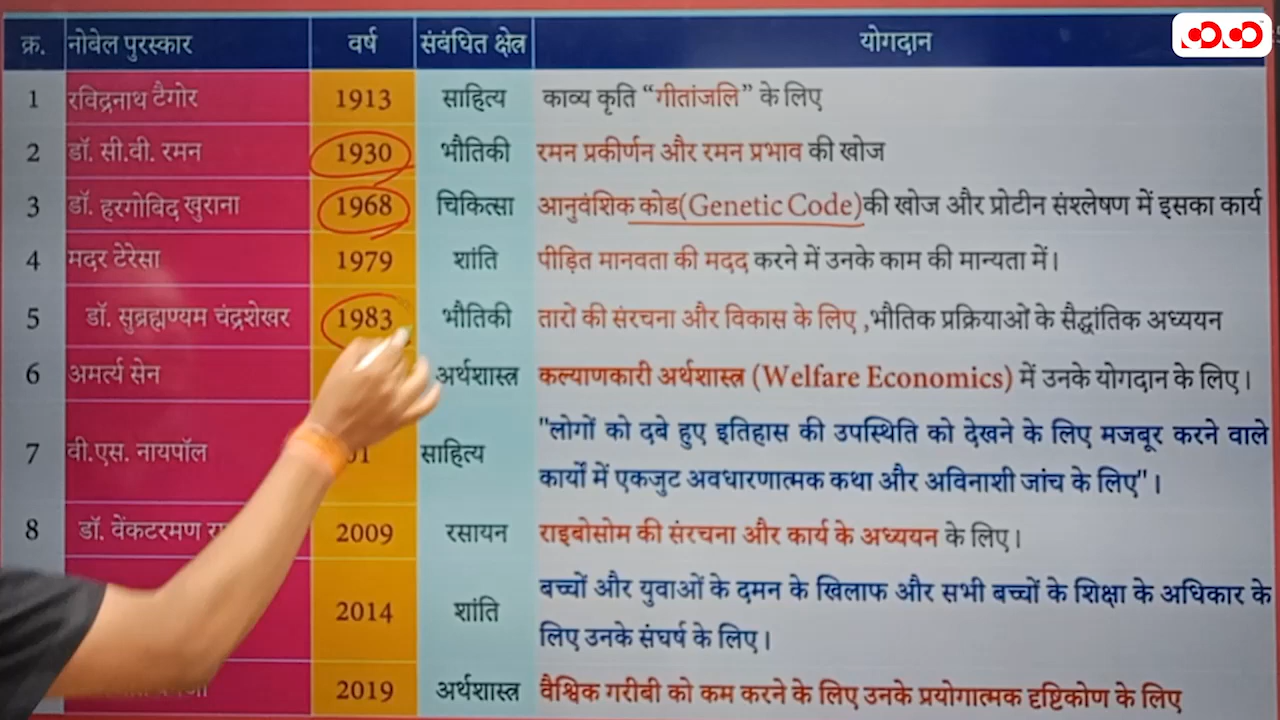 क्र. नोबेल पुरस्कार वर्ष संबंधित क्षेत्र योगदान
1 रविद्रनाथ टैगोर 1913 साहित्य काव्य कृति “गीतांजलि” के लिए
2 डॉ. सी.वी. रमन 1930 भौतिकी रमन प्रकीर्णन और रमन प्रभाव की खोज
3 डॉ. हरगोबिद खुराना 1968 चिकित्सा आनुवंशिक कोड(Genetic Code)की खोज और प्रोटीन संश्लेषण में इसका कार्य
4 मदर टेरेसा 1979 शांति पीड़ित मानवता की मदद करने में उनके काम की मान्यता में।
5 डॉ. सुब्रह्मण्यम चंद्रशेखर 1983 भौतिकी तारों की संरचना और विकास के लिए ,भौतिक प्रक्रियाओं के सैद्धांतिक अध्ययन
6 अमर्त्य सेन अर्थशास्त्र कल्याणकारी अर्थशास्त्र (Welfare Economics) में उनके योगदान के लिए।
7 वी.एस. नायपॉल साहित्य "लोगों को दबे हुए इतिहास की उपस्थिति को देखने के लिए मजबूर करने वाले
कार्यों में एकजुट अवधारणात्मक कथा और अविनाशी जांच के लिए"।
8 डॉ. वेंकटरमण 2009 रसायन राइबोसोम की संरचना और कार्य के अध्ययन के लिए।
2014 शांति बच्चों और युवाओं के दमन के खिलाफ और सभी बच्चों के शिक्षा के अधिकार के
लिए उनके संघर्ष के लिए।
2019 अर्थशास्त्र वैश्विक गरीबी को कम करने के लिए उनके प्रयोगात्मक दृष्टिकोण के लिए